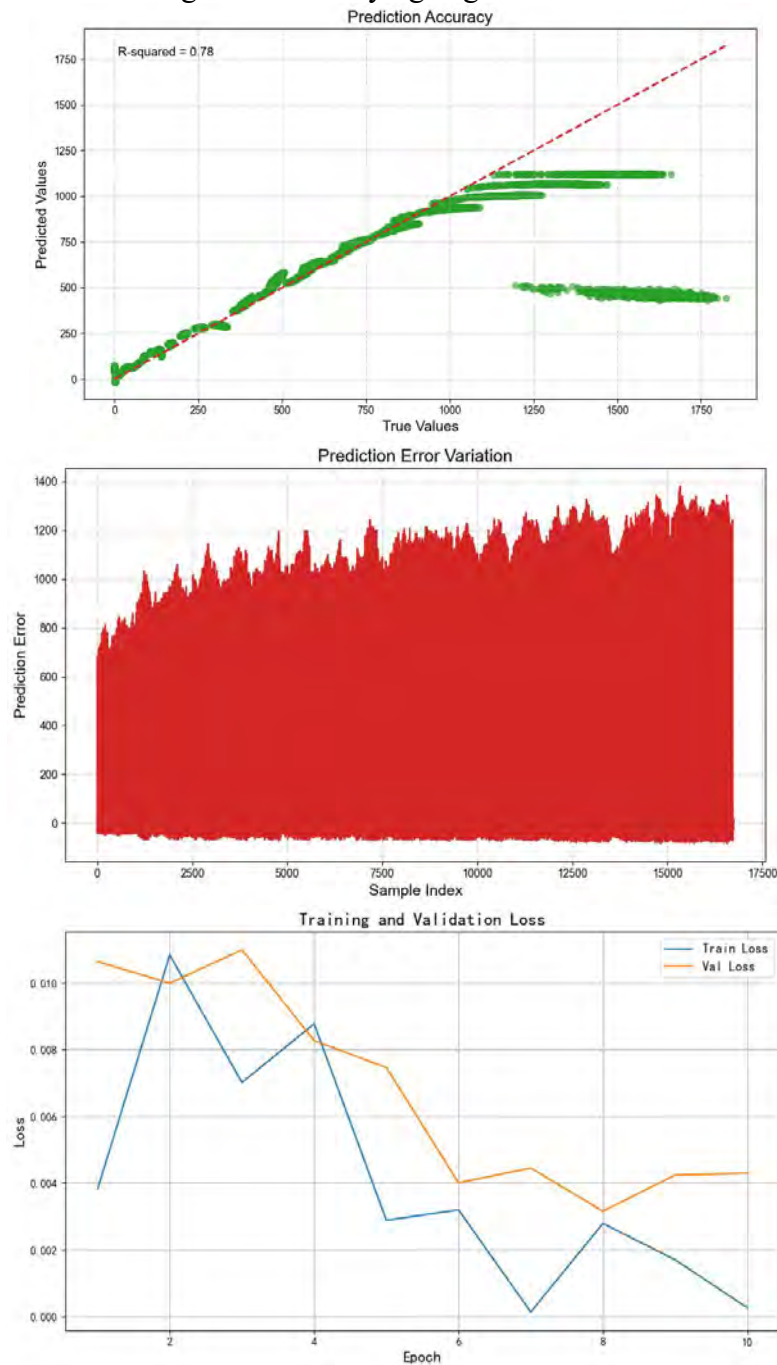 Prediction Accuracy
R-squared = 0.78
1750
1500
1250
1000
750
500
250
0
Predicted Values
0 250 500 750 1000 1250 1500 1750
True Values
Prediction Error Variation
1400
1200
1000
800
600
400
200
0
Prediction Error
0 2500 5000 7500 10000 12500 15000 17500
Sample Index
Training and Validation Loss
Train Loss
Val Loss
0.010
0.008
0.006
0.004
0.002
0.000
Loss
2 4 6 8 10
Epoch